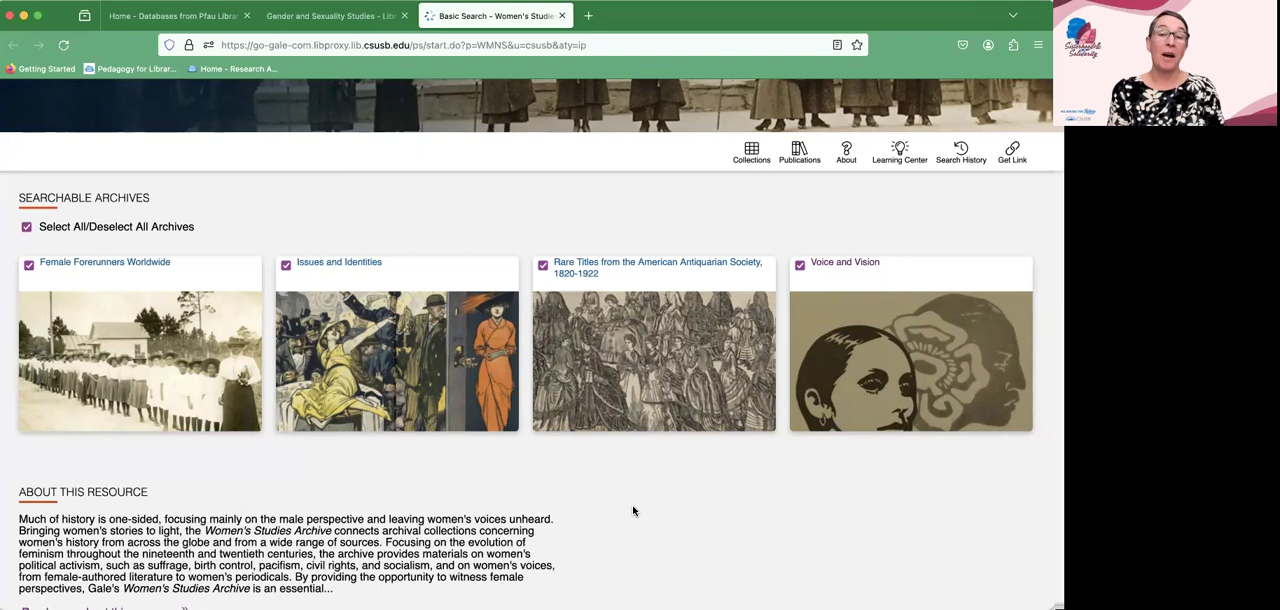 Home - Databases from Pfau Librar
Gender and Sexuality Studies - Libr
Basic Search - Women's Studies
https://go-gale-com.libproxy.lib.csusb.edu/ps/start.do?p=WMNS&u=csusb&aty=ip
Getting Started
Pedagogy for Librar...
Home - Research A...
Sisterhood &
Solidarity
CSUSB
Collections
Publications
About
Learning Center
Search History
Get Link
SEARCHABLE ARCHIVES
Select All/Deselect All Archives
Female Forerunners Worldwide
Issues and Identities
Rare Titles from the American Antiquarian Society,
1820-1922
Voice and Vision
ABOUT THIS RESOURCE
Much of history is one-sided, focusing mainly on the male perspective and leaving women's voices unheard.
Bringing women's stories to light, the Women's Studies Archive connects archival collections concerning
women's history from across the globe and from a wide range of sources. Focusing on the evolution of
feminism throughout the nineteenth and twentieth centuries, the archive provides materials on women's
political activism, such as suffrage, birth control, pacifism, civil rights, and socialism, and on women's voices,
from female-authored literature to women's periodicals. By providing the opportunity to witness female
perspectives, Gale's Women's Studies Archive is an essential...